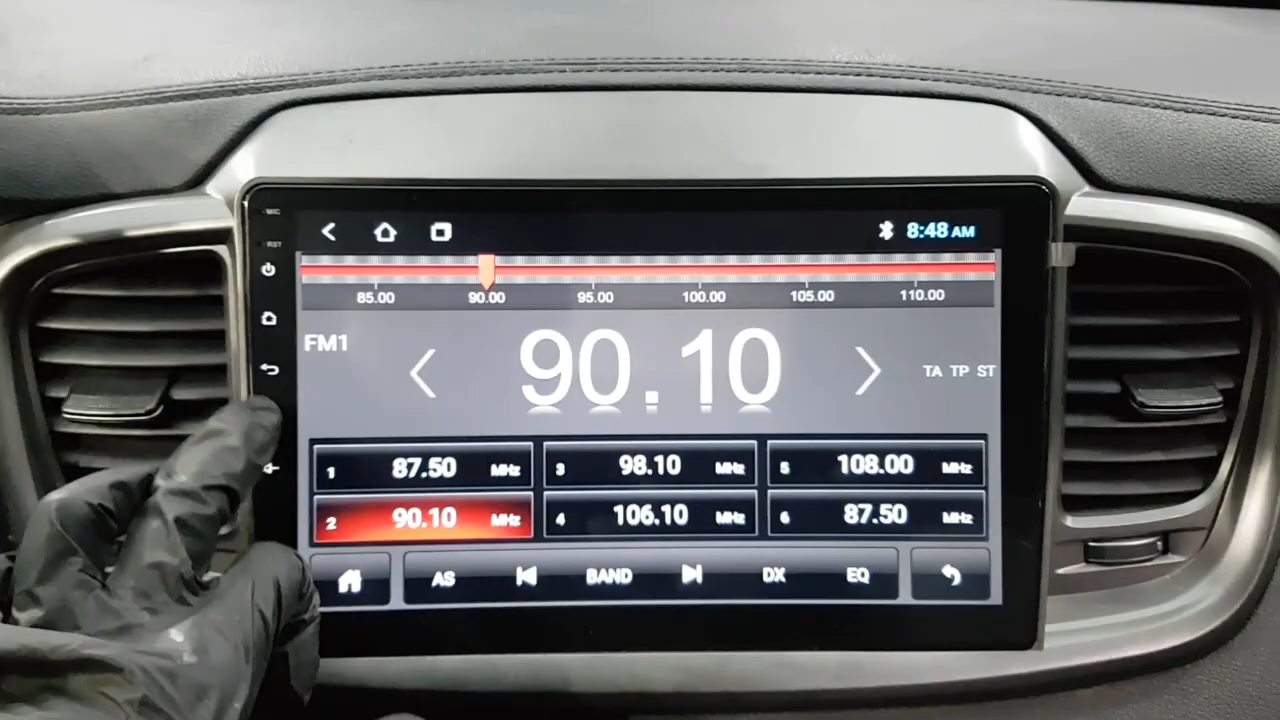 MIC
8:48 AM
RST
85.00 90.00 95.00 100.00 105.00 110.00
FM1
90.10
TA TP ST
1 87.50 MHz 3 98.10 MHz 5 108.00 MHz
2 90.10 MHz 4 106.10 MHz 6 87.50 MHz
AS BAND DX EQ